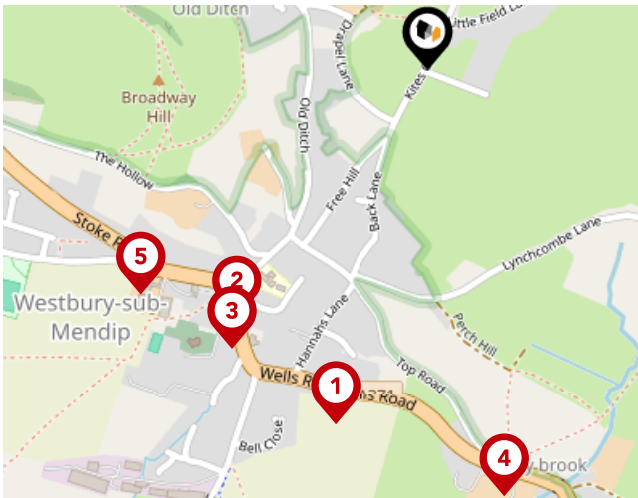 Old Ditch
Little Field La
Drapel Lane
Kites
Broadway
Hill
Old Ditch
The Hollow
Free Hill
Back Lane
Lynchcombe Lane
Stoke R
5
2
3
Westbury-sub-
Mendip
Hannahs Lane
Perch Hill
Top Road
Wells R
1
Road
Bell Close
4
y-brook